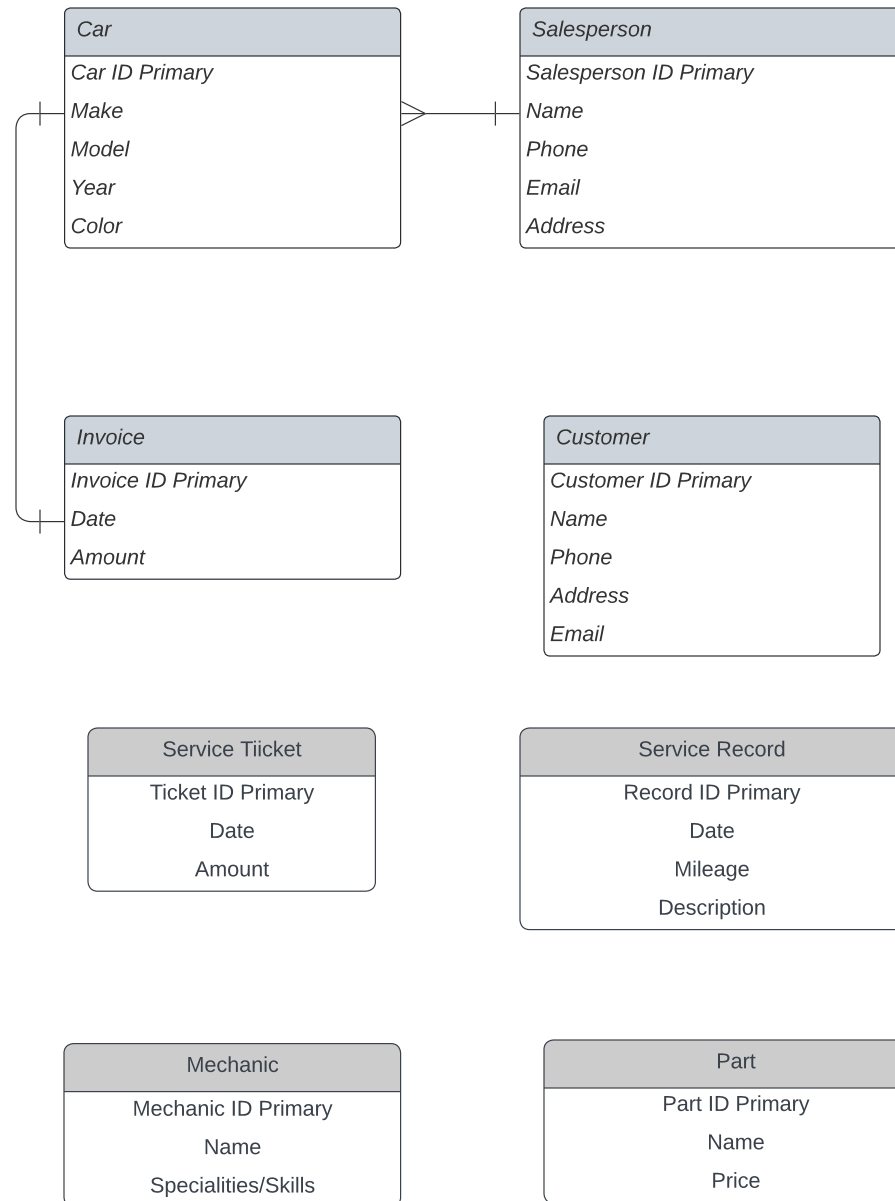 Car
Car ID Primary
Make
Model
Year
Color
Salesperson
Salesperson ID Primary
Name
Phone
Email
Address
Invoice
Invoice ID Primary
Date
Amount
Customer
Customer ID Primary
Name
Phone
Address
Email
Service Tiicket
Ticket ID Primary
Date
Amount
Service Record
Record ID Primary
Date
Mileage
Description
Mechanic
Mechanic ID Primary
Name
Specialities/Skills
Part
Part ID Primary
Name
Price